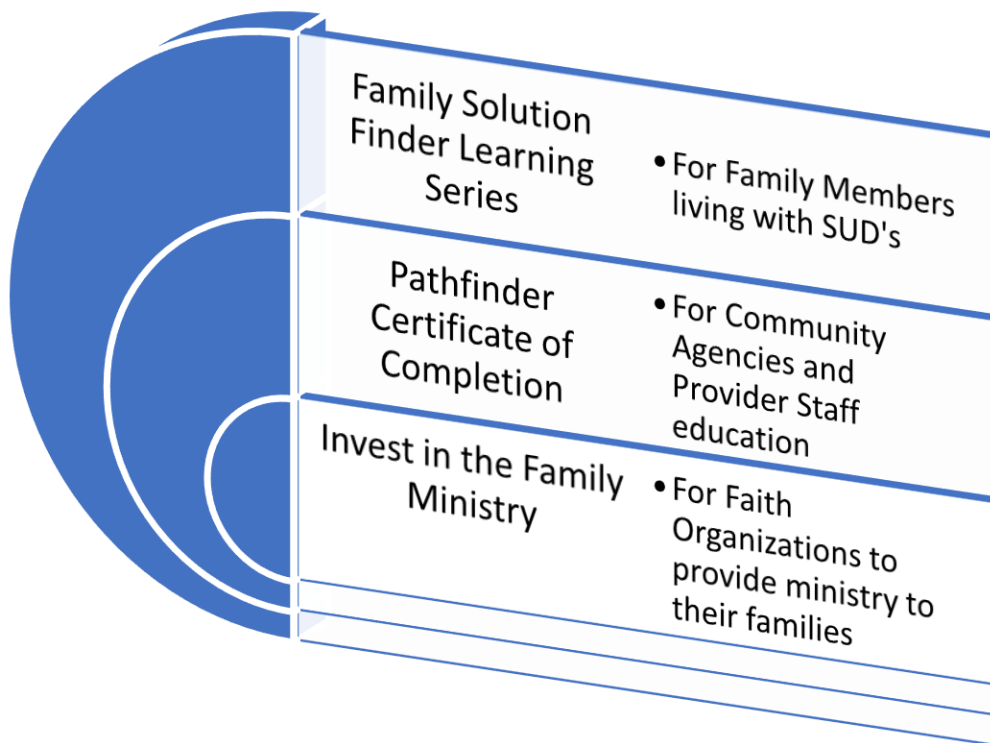 Family Solution
Finder Learning
Series
• For Family Members
living with SUD's
Pathfinder
Certificate of
Completion
• For Community
Agencies and
Provider Staff
education
Invest in the Family
Ministry
• For Faith
Organizations to
provide ministry to
their families